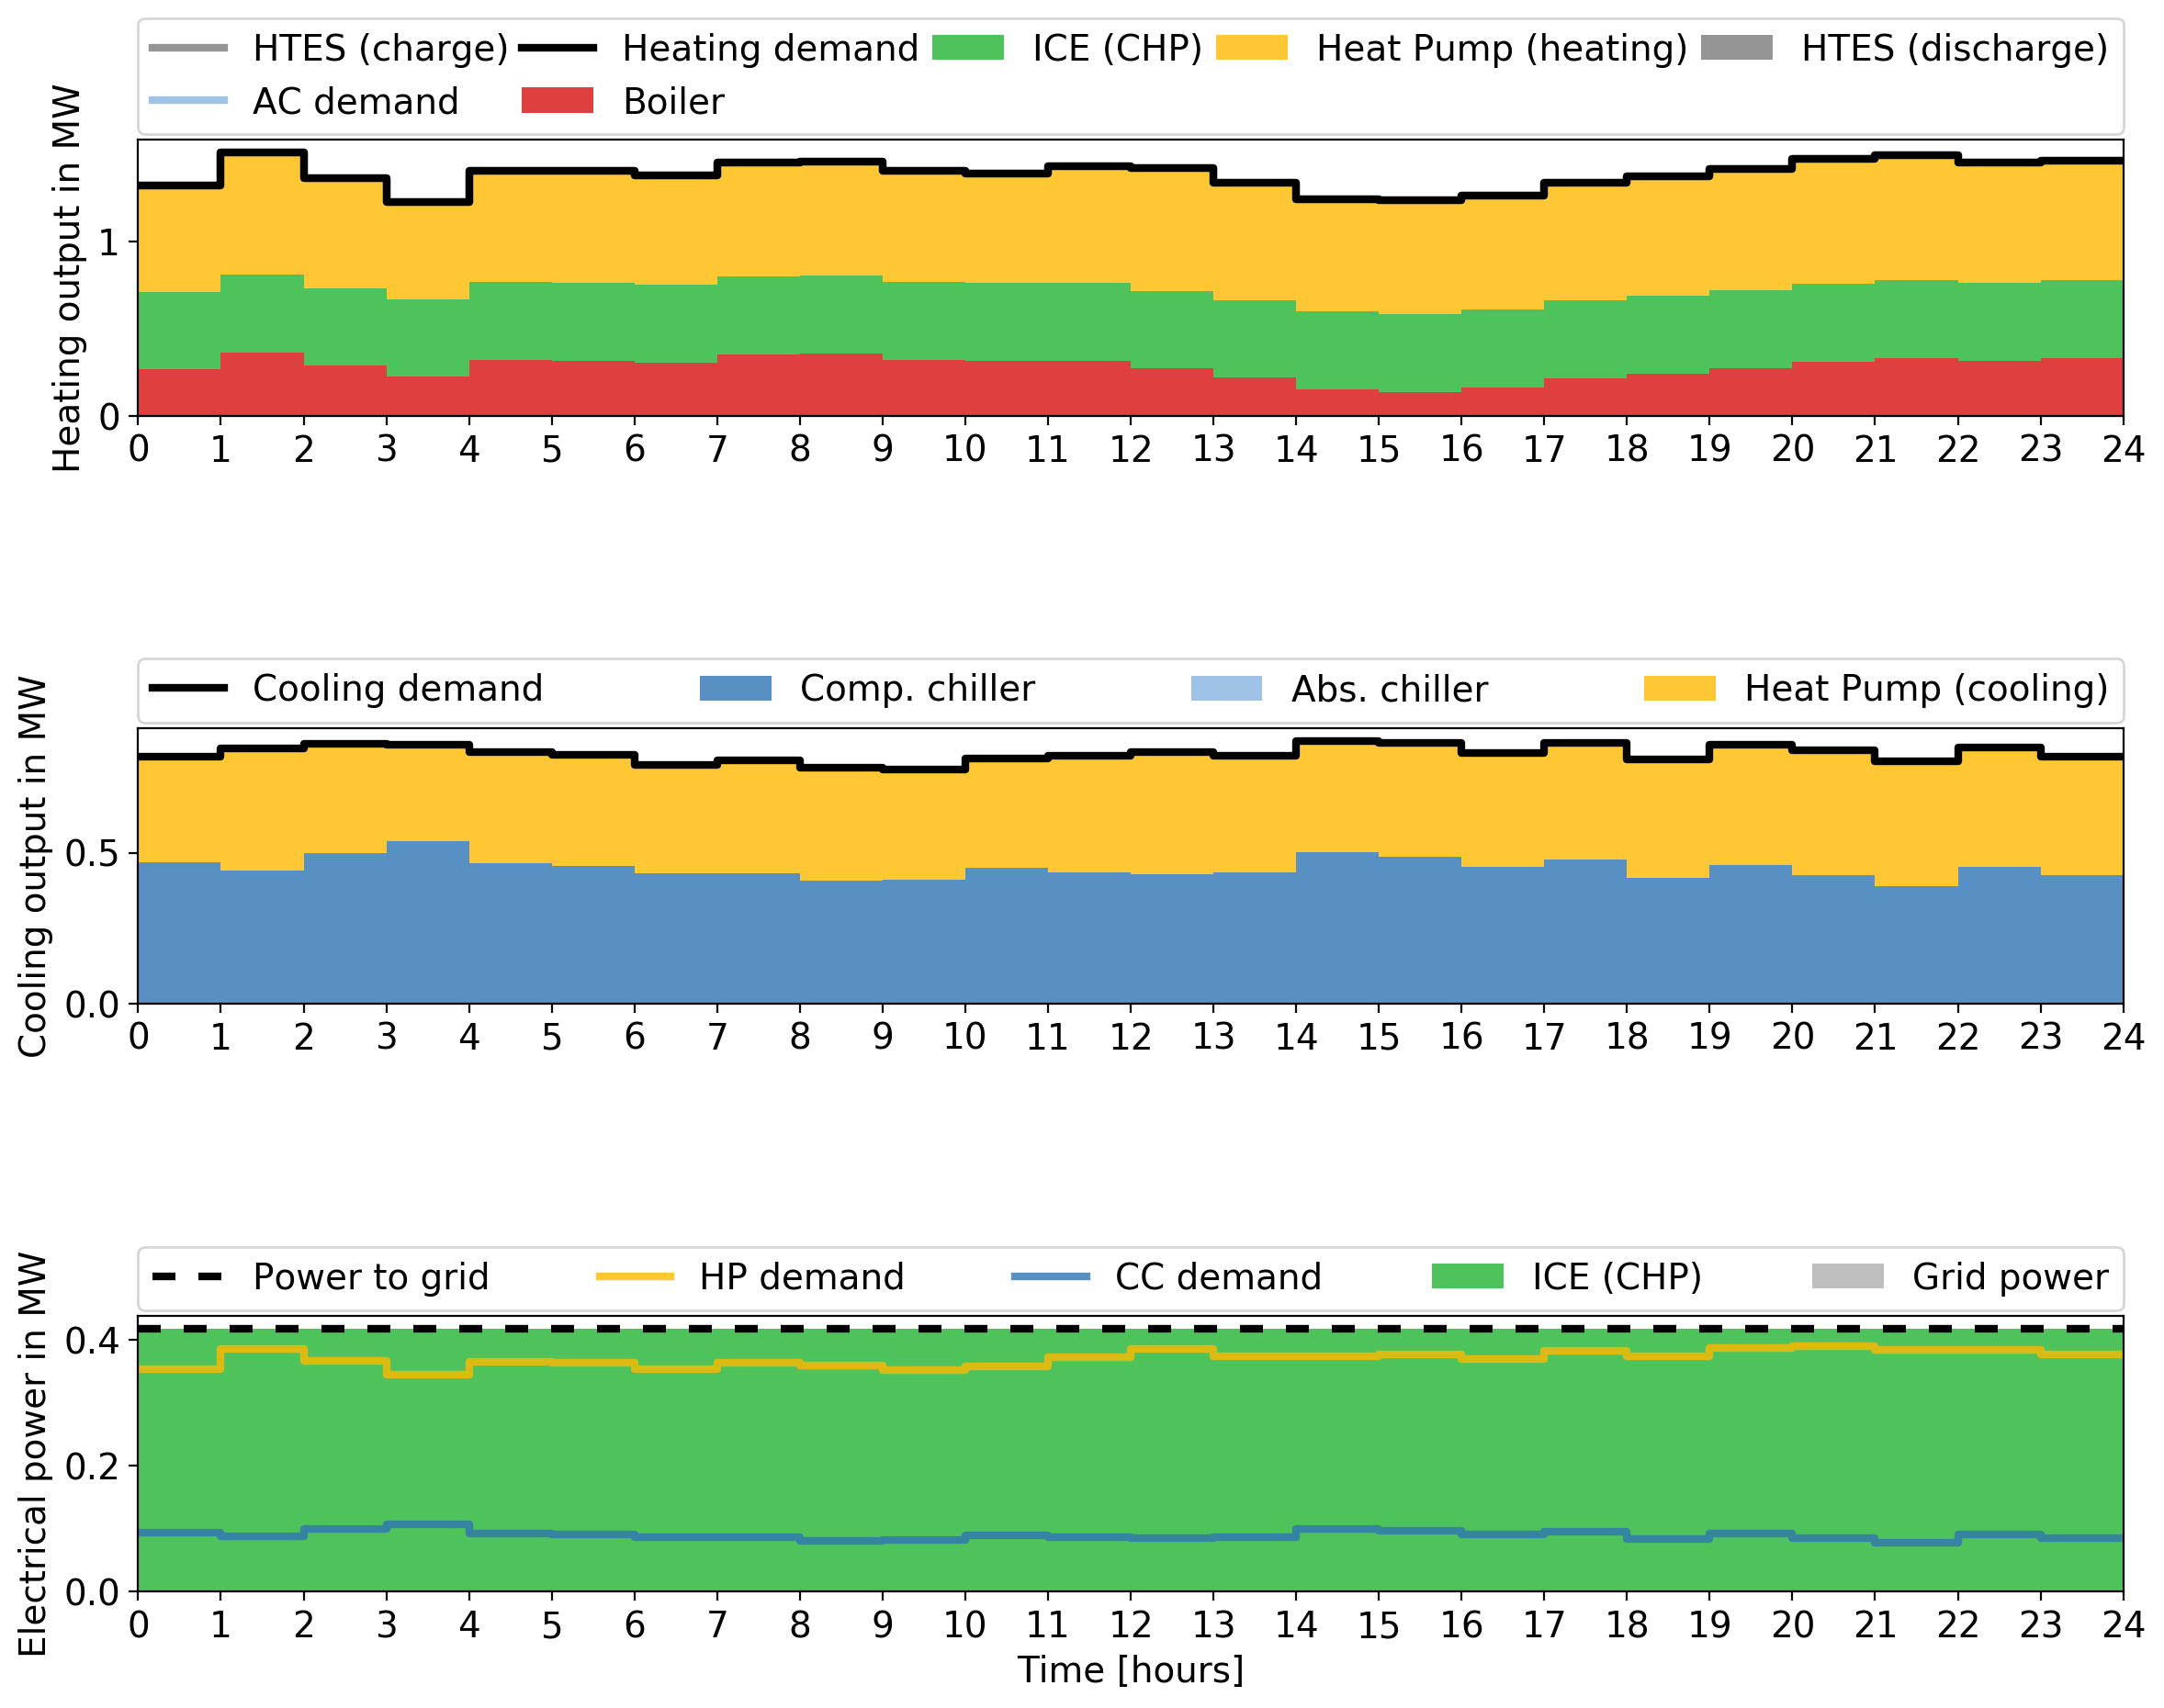 HTES (charge) Heating demand ICE (CHP) Heat Pump (heating) HTES (discharge)
AC demand Boiler
Heating output in MW
1
0
0 1 2 3 4 5 6 7 8 9 10 11 12 13 14 15 16 17 18 19 20 21 22 23 24
Cooling demand Comp. chiller Abs. chiller Heat Pump (cooling)
Cooling output in MW
0.5
0.0
0 1 2 3 4 5 6 7 8 9 10 11 12 13 14 15 16 17 18 19 20 21 22 23 24
Power to grid HP demand CC demand ICE (CHP) Grid power
Electrical power in MW
0.4
0.2
0.0
0 1 2 3 4 5 6 7 8 9 10 11 12 13 14 15 16 17 18 19 20 21 22 23 24
Time [hours]